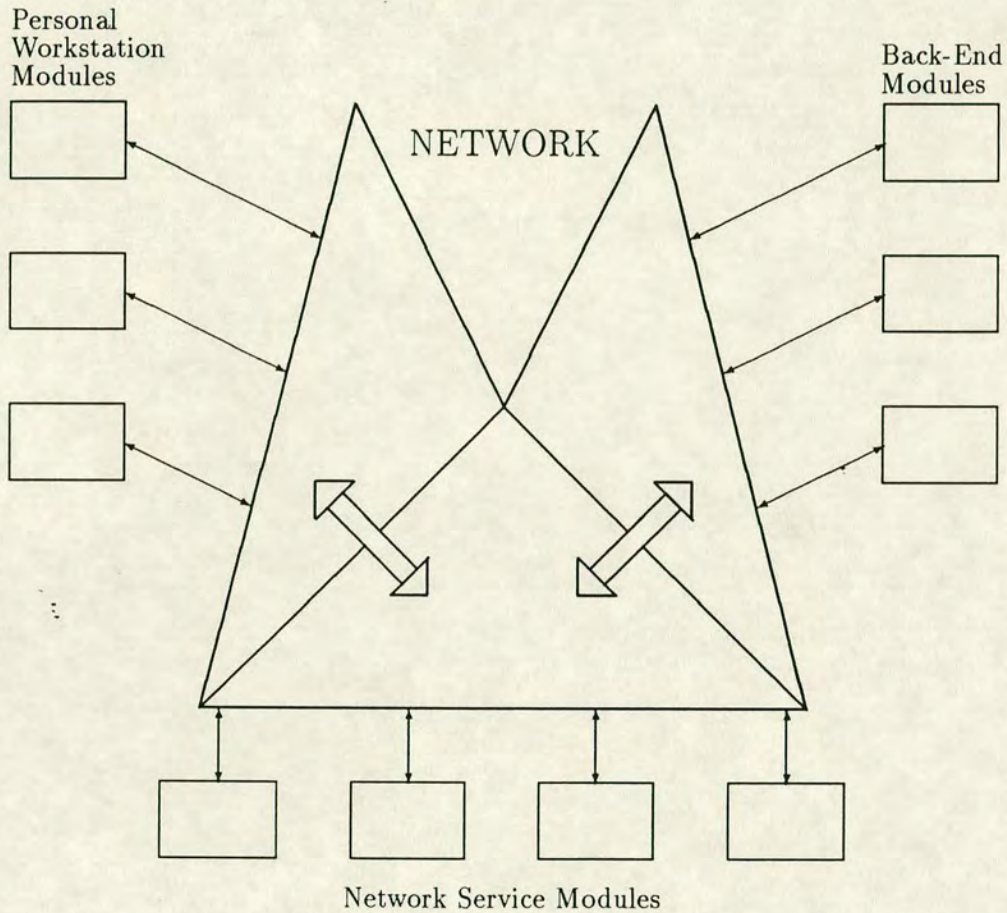 Personal
Workstation
Modules
Back-End
Modules
NETWORK
Network Service Modules